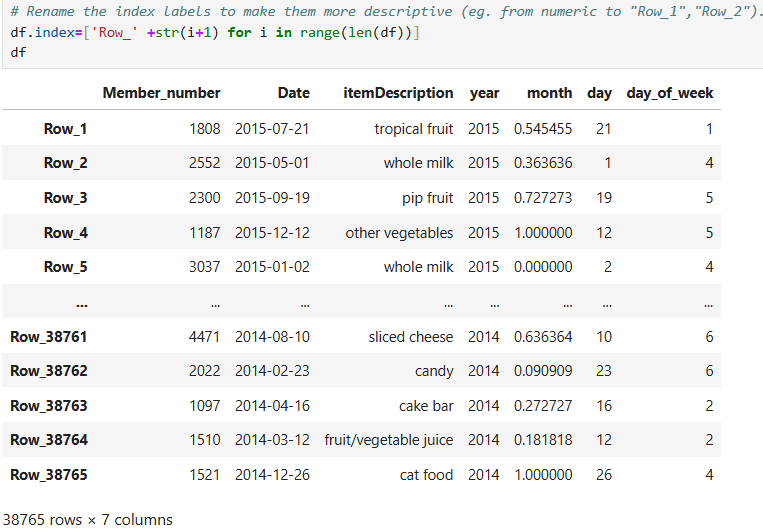 # Rename the index labels to make them more descriptive (eg. from numeric to "Row_1","Row_2").
df.index=['Row_' +str(i+1) for i in range(len(df))]
df
Member_number Date itemDescription year month day day_of_week
Row_1 1808 2015-07-21 tropical fruit 2015 0.545455 21 1
Row_2 2552 2015-05-01 whole milk 2015 0.363636 1 4
Row_3 2300 2015-09-19 pip fruit 2015 0.727273 19 5
Row_4 1187 2015-12-12 other vegetables 2015 1.000000 12 5
Row_5 3037 2015-01-02 whole milk 2015 0.000000 2 4
... ... ... ... ... ... ... ...
Row_38761 4471 2014-08-10 sliced cheese 2014 0.636364 10 6
Row_38762 2022 2014-02-23 candy 2014 0.090909 23 6
Row_38763 1097 2014-04-16 cake bar 2014 0.272727 16 2
Row_38764 1510 2014-03-12 fruit/vegetable juice 2014 0.181818 12 2
Row_38765 1521 2014-12-26 cat food 2014 1.000000 26 4
38765 rows × 7 columns